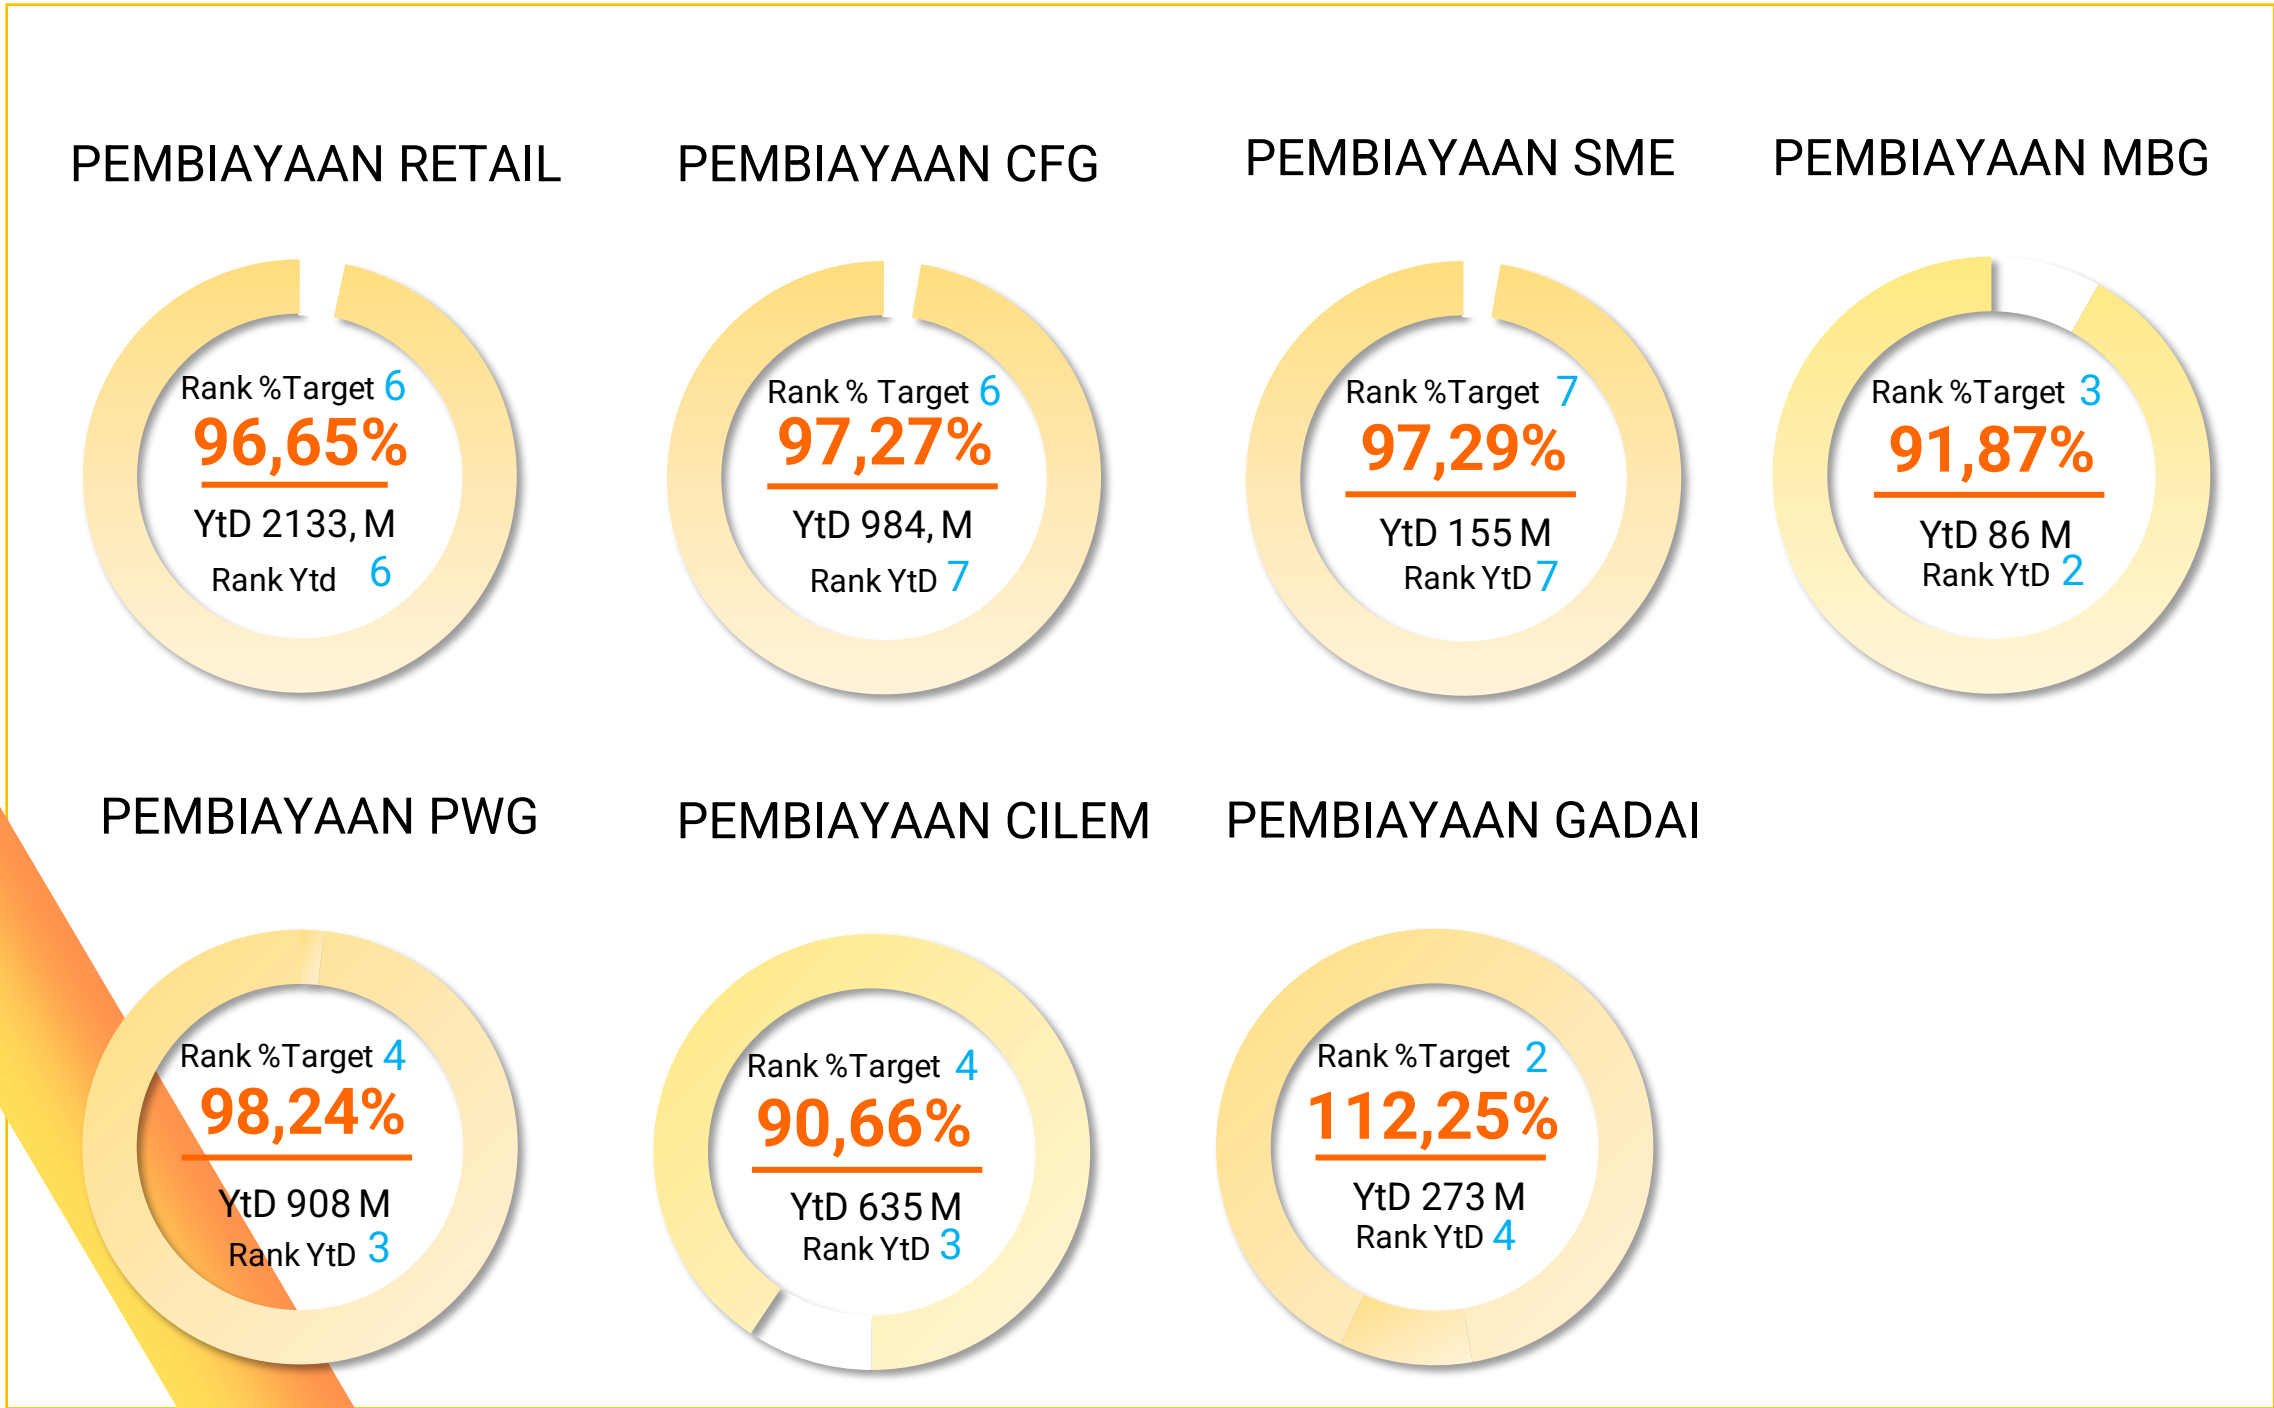 PEMBIAYAAN RETAIL
Rank %Target 6
96,65%
YtD 2133, M
Rank Ytd 6
PEMBIAYAAN CFG
Rank % Target 6
97,27%
YtD 984, M
Rank YtD 7
PEMBIAYAAN SME
Rank %Target 7
97,29%
YtD 155 M
Rank YtD 7
PEMBIAYAAN MBG
Rank %Target 3
91,87%
YtD 86 M
Rank YtD 2
PEMBIAYAAN PWG
Rank %Target 4
98,24%
YtD 908 M
Rank YtD 3
PEMBIAYAAN CILEM
Rank %Target 4
90,66%
YtD 635 M
Rank YtD 3
PEMBIAYAAN GADAI
Rank %Target 2
112,25%
YtD 273 M
Rank YtD 4